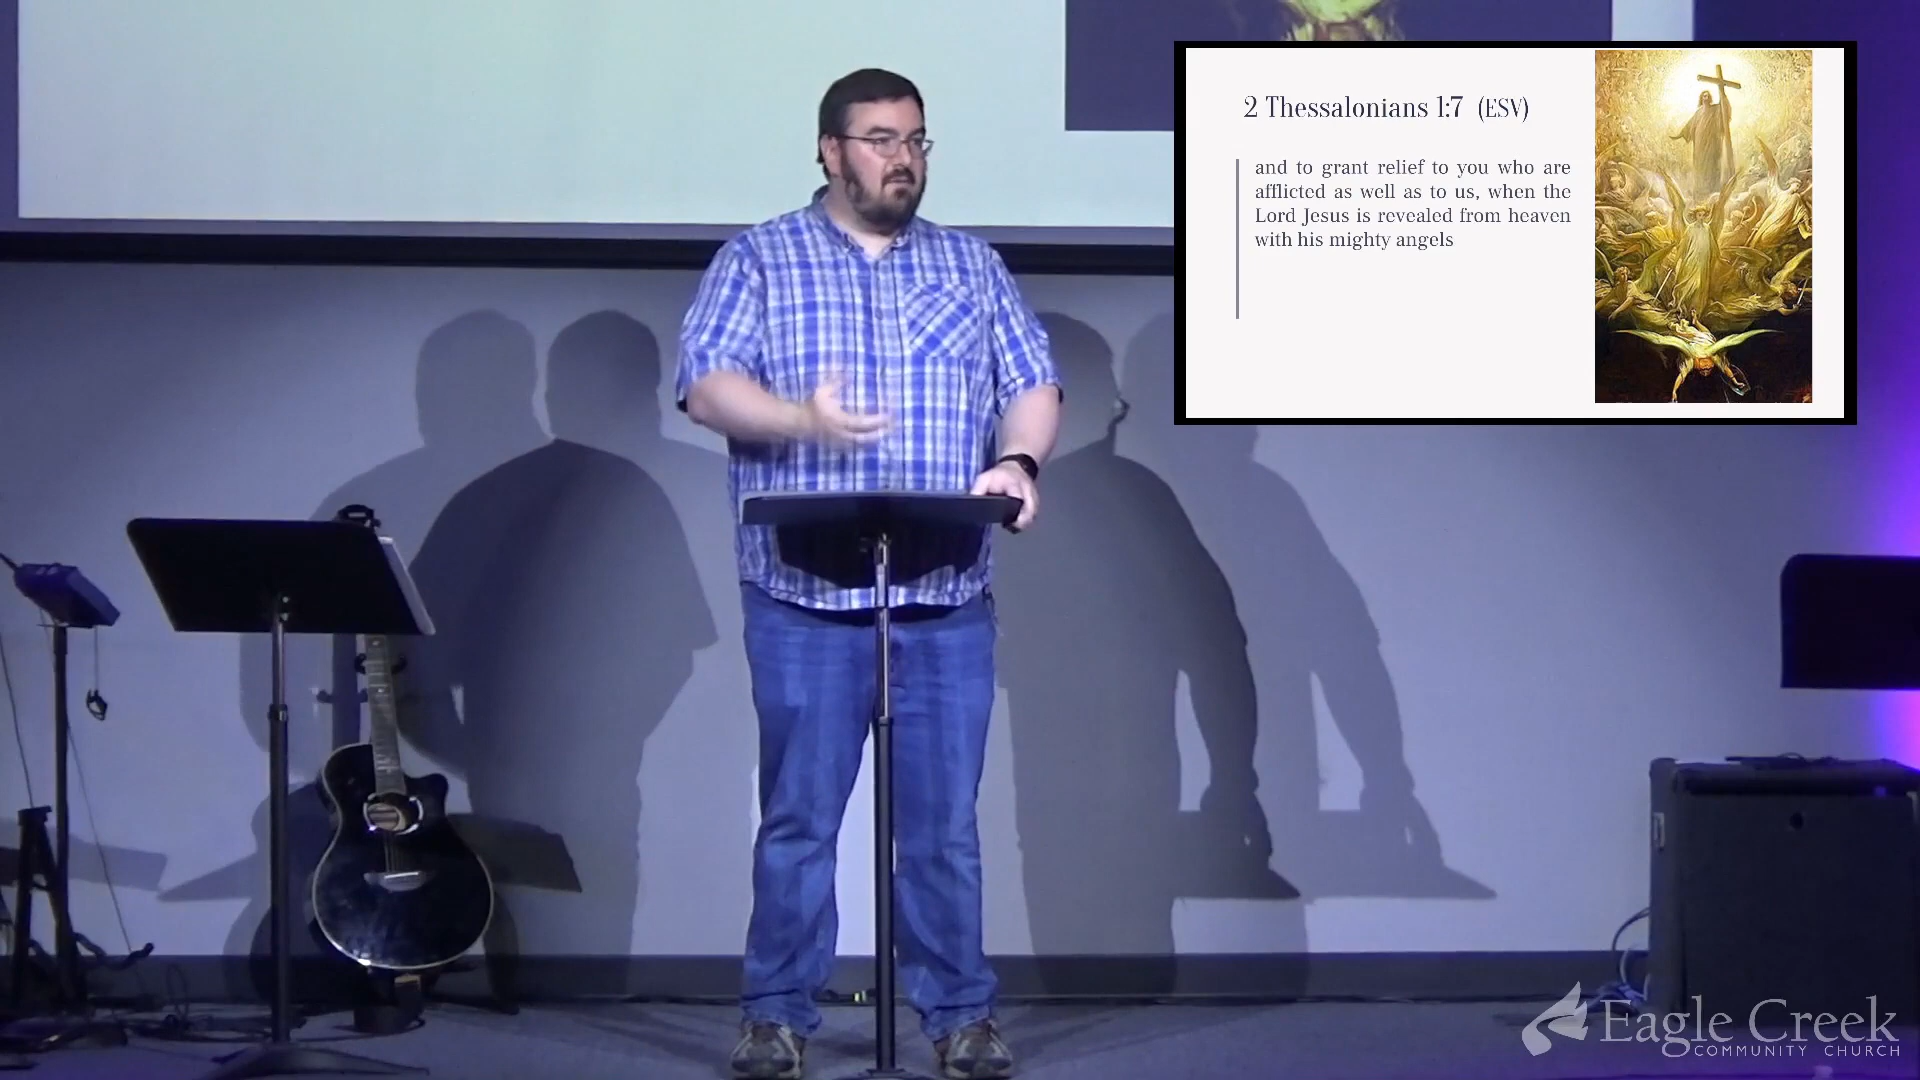 2 Thessalonians 1:7 (ESV)
and to grant relief to you who are
afflicted as well as to us, when the
Lord Jesus is revealed from heaven
with his mighty angels
Eagle Creek
COMMUNITY CHURCH